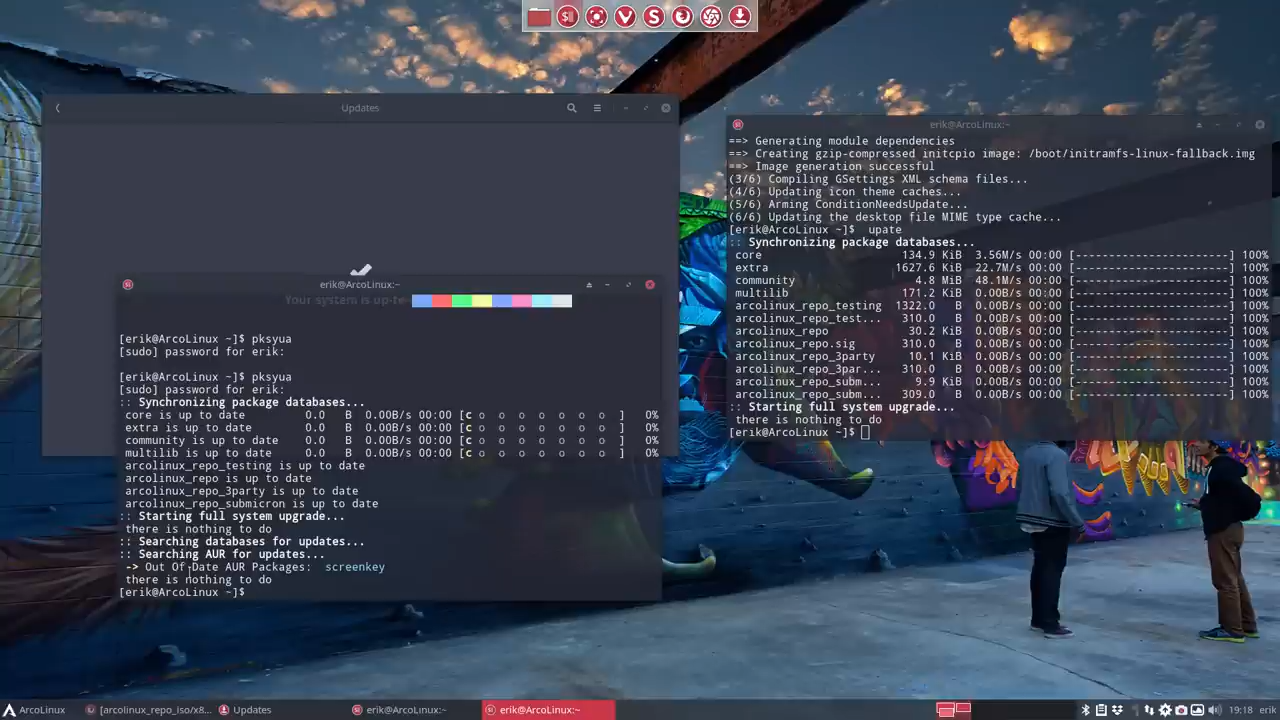 Updates
erik@ArcoLinux:~
Your system is up-te
[erik@ArcoLinux ~]$ pksyua
[sudo] password for erik:
[erik@ArcoLinux ~]$ pksyua
[sudo] password for erik:
:: Synchronizing package databases...
core is up to date 0.0 B 0.00B/s 00:00 [c o o o o o o o ] 0%
extra is up to date 0.0 B 0.00B/s 00:00 [c o o o o o o o ] 0%
community is up to date 0.0 B 0.00B/s 00:00 [c o o o o o o o ] 0%
multilib is up to date 0.0 B 0.00B/s 00:00 [c o o o o o o o ] 0%
arcolinux_repo_testing is up to date
arcolinux_repo is up to date
arcolinux_repo_3party is up to date
arcolinux_repo_submicron is up to date
:: Starting full system upgrade...
there is nothing to do
:: Searching databases for updates...
:: Searching AUR for updates...
-> Out Of Date AUR Packages: screenkey
there is nothing to do
[erik@ArcoLinux ~]$
erik@ArcoLinux:~
==> Generating module dependencies
==> Creating gzip-compressed initcpio image: /boot/initramfs-linux-fallback.img
==> Image generation successful
(3/6) Compiling GSettings XML schema files...
(4/6) Updating icon theme caches...
(5/6) Arming ConditionNeedsUpdate...
(6/6) Updating the desktop file MIME type cache...
[erik@ArcoLinux ~]$ upate
:: Synchronizing package databases...
core 134.9 KiB 3.56M/s 00:00 [------------------------] 100%
extra 1627.6 KiB 22.7M/s 00:00 [------------------------] 100%
community 4.8 MiB 48.1M/s 00:00 [------------------------] 100%
multilib 171.2 KiB 0.00B/s 00:00 [------------------------] 100%
arcolinux_repo_testing 1322.0 B 0.00B/s 00:00 [------------------------] 100%
arcolinux_repo_test... 310.0 B 0.00B/s 00:00 [------------------------] 100%
arcolinux_repo 30.2 KiB 0.00B/s 00:00 [------------------------] 100%
arcolinux_repo.sig 310.0 B 0.00B/s 00:00 [------------------------] 100%
arcolinux_repo_3party 10.1 KiB 0.00B/s 00:00 [------------------------] 100%
arcolinux_repo_3par... 310.0 B 0.00B/s 00:00 [------------------------] 100%
arcolinux_repo_subm... 9.9 KiB 0.00B/s 00:00 [------------------------] 100%
arcolinux_repo_subm... 309.0 B 0.00B/s 00:00 [------------------------] 100%
:: Starting full system upgrade...
there is nothing to do
[erik@ArcoLinux ~]$
ArcoLinux [arcolinux_repo_iso/x8... Updates erik@ArcoLinux:~ erik@ArcoLinux:~ 19:18 erik